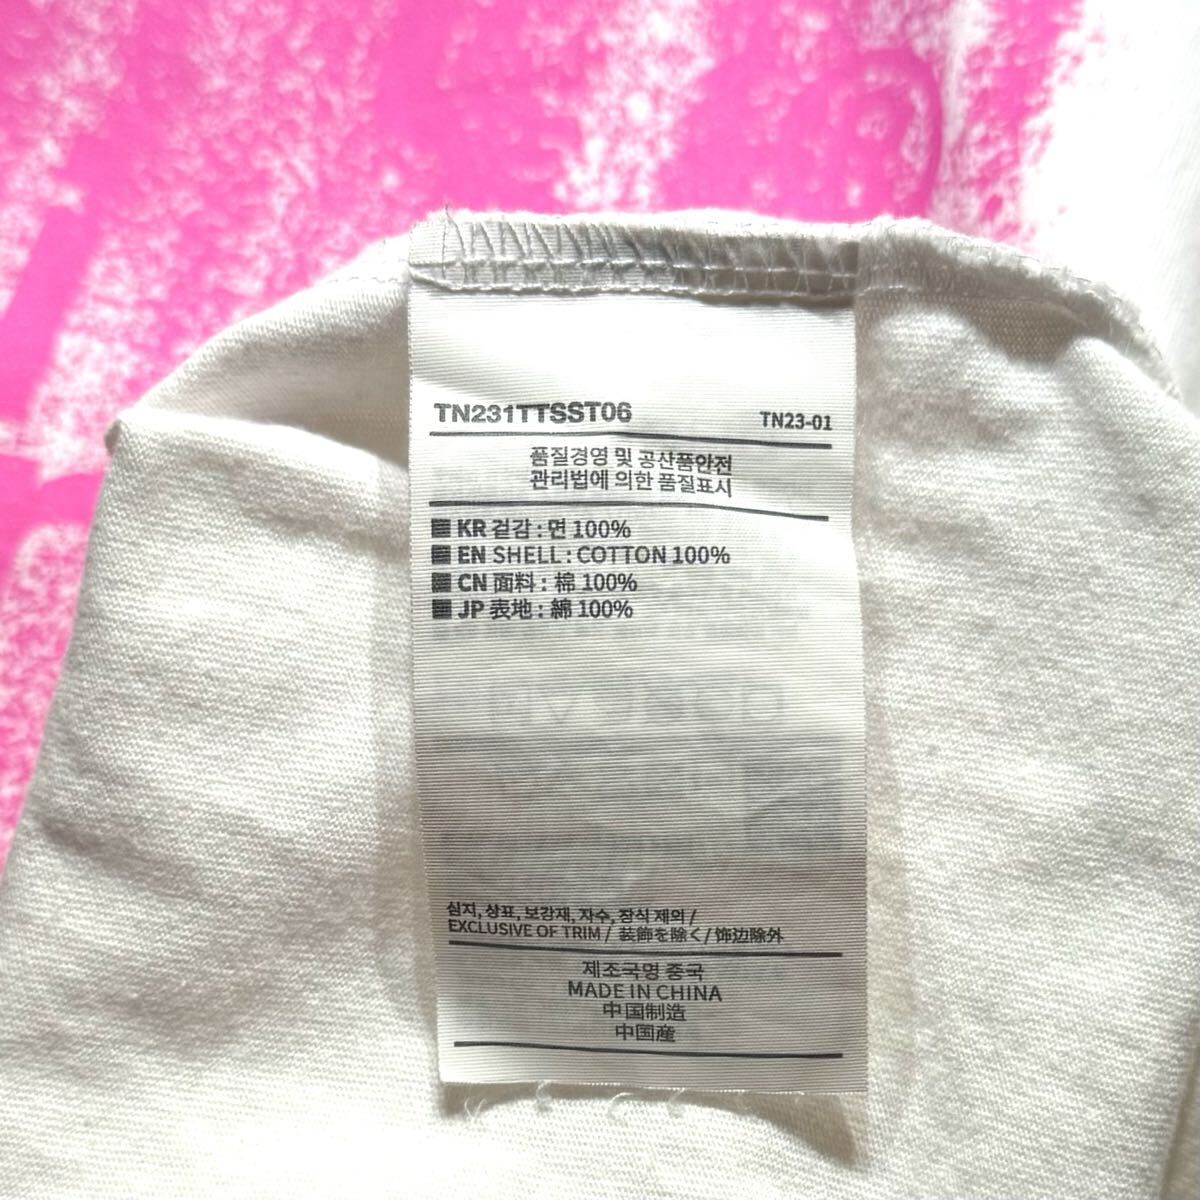 TN231TTSST06
TN23-01
품질경영 및 공산품안전
관리법에 의한 품질표시
KR 겉감 : 면 100%
EN SHELL : COTTON 100%
CN 面料 : 棉 100%
JP 表地 : 綿 100%
심지, 상표, 보강재, 자수, 장식 제외 /
EXCLUSIVE OF TRIM / 装飾を除く/ 饰边除外
제조국명 중국
MADE IN CHINA
中国制造
中国産